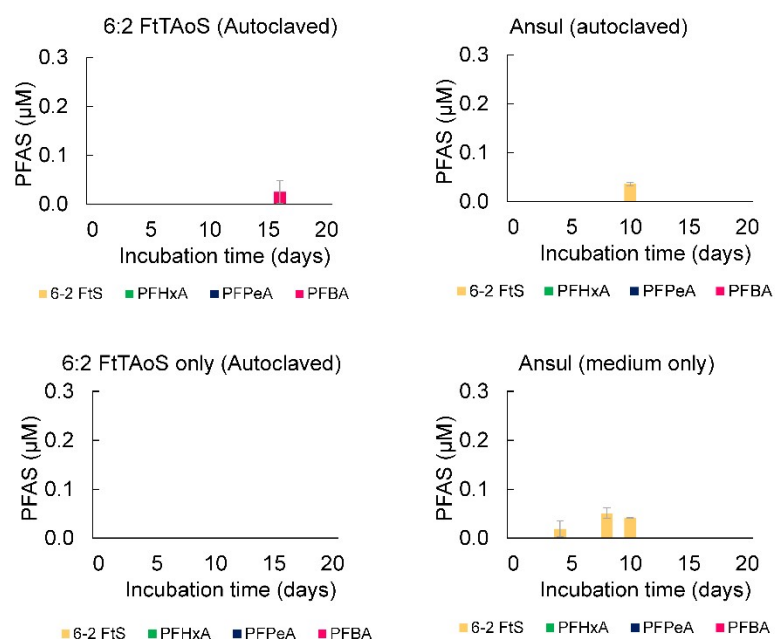 6:2 FtTAoS (Autoclaved)
PFAS (µM)
0.3
0.2
0.1
0.0
0 5 10 15 20
Incubation time (days)
6-2 FtS PFHxA PFPeA PFBA
Ansul (autoclaved)
PFAS (µM)
0.3
0.2
0.1
0.0
0 5 10 15 20
Incubation time (days)
6-2 FtS PFHxA PFPeA PFBA
6:2 FtTAoS only (Autoclaved)
PFAS (µM)
0.3
0.2
0.1
0.0
0 5 10 15 20
Incubation time (days)
6-2 FtS PFHxA PFPeA PFBA
Ansul (medium only)
PFAS (µM)
0.3
0.2
0.1
0.0
0 5 10 15 20
Incubation time (days)
6-2 FtS PFHxA PFPeA PFBA